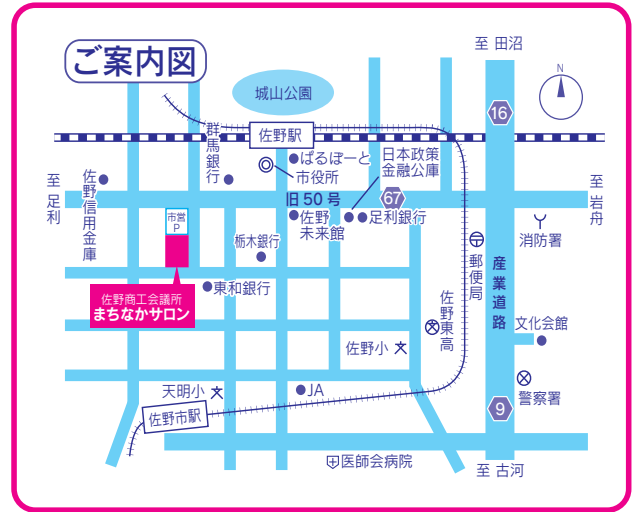 ご案内図
至 田沼
N
城山公園
16
群馬銀行
佐野駅
ぱるぽーと
日本政策
金融公庫
市役所
佐野信用金庫
至 足利
至 岩舟
旧50号
67
市営
P
佐野
未来館
足利銀行
消防署
栃木銀行
郵便局
産業道路
東和銀行
佐野商工会議所
まちなかサロン
佐野東高
文化会館
佐野小
天明小
JA
警察署
佐野市駅
9
医師会病院
至 古河